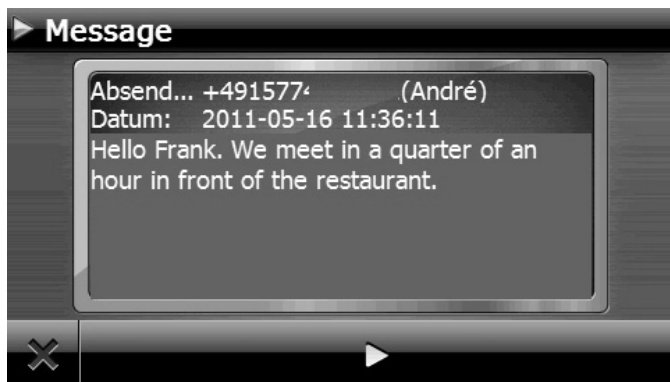 Message
Absend... +4915774 (André)
Datum: 2011-05-16 11:36:11
Hello Frank. We meet in a quarter of an
hour in front of the restaurant.